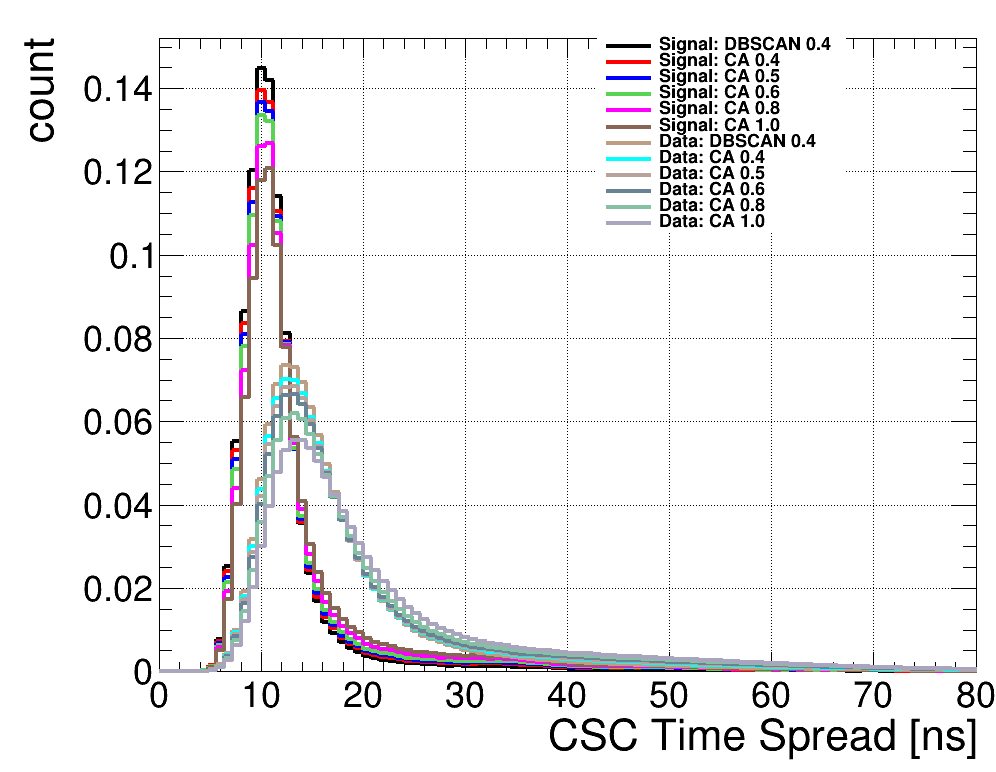 count
Signal: DBSCAN 0.4
Signal: CA 0.4
Signal: CA 0.5
Signal: CA 0.6
Signal: CA 0.8
Signal: CA 1.0
Data: DBSCAN 0.4
Data: CA 0.4
Data: CA 0.5
Data: CA 0.6
Data: CA 0.8
Data: CA 1.0
0.14
0.12
0.1
0.08
0.06
0.04
0.02
0
0 10 20 30 40 50 60 70 80
CSC Time Spread [ns]